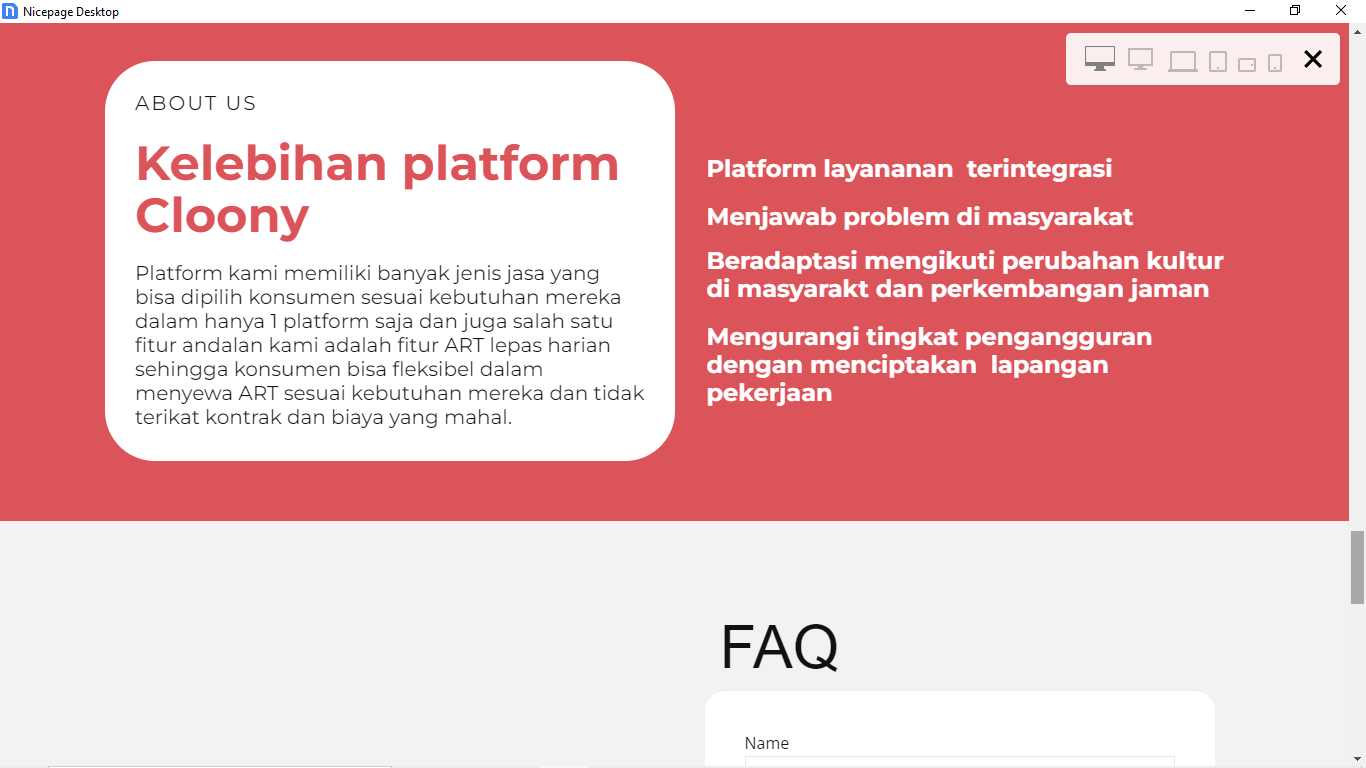 Nicepage Desktop
ABOUT US
Kelebihan platform
Cloony
Platform kami memiliki banyak jenis jasa yang
bisa dipilih konsumen sesuai kebutuhan mereka
dalam hanya 1 platform saja dan juga salah satu
fitur andalan kami adalah fitur ART lepas harian
sehingga konsumen bisa fleksibel dalam
menyewa ART sesuai kebutuhan mereka dan tidak
terikat kontrak dan biaya yang mahal.
Platform layananan  terintegrasi
Menjawab problem di masyarakat
Beradaptasi mengikuti perubahan kultur
di masyarakt dan perkembangan jaman
Mengurangi tingkat pengangguran
dengan menciptakan  lapangan
pekerjaan
FAQ
Name